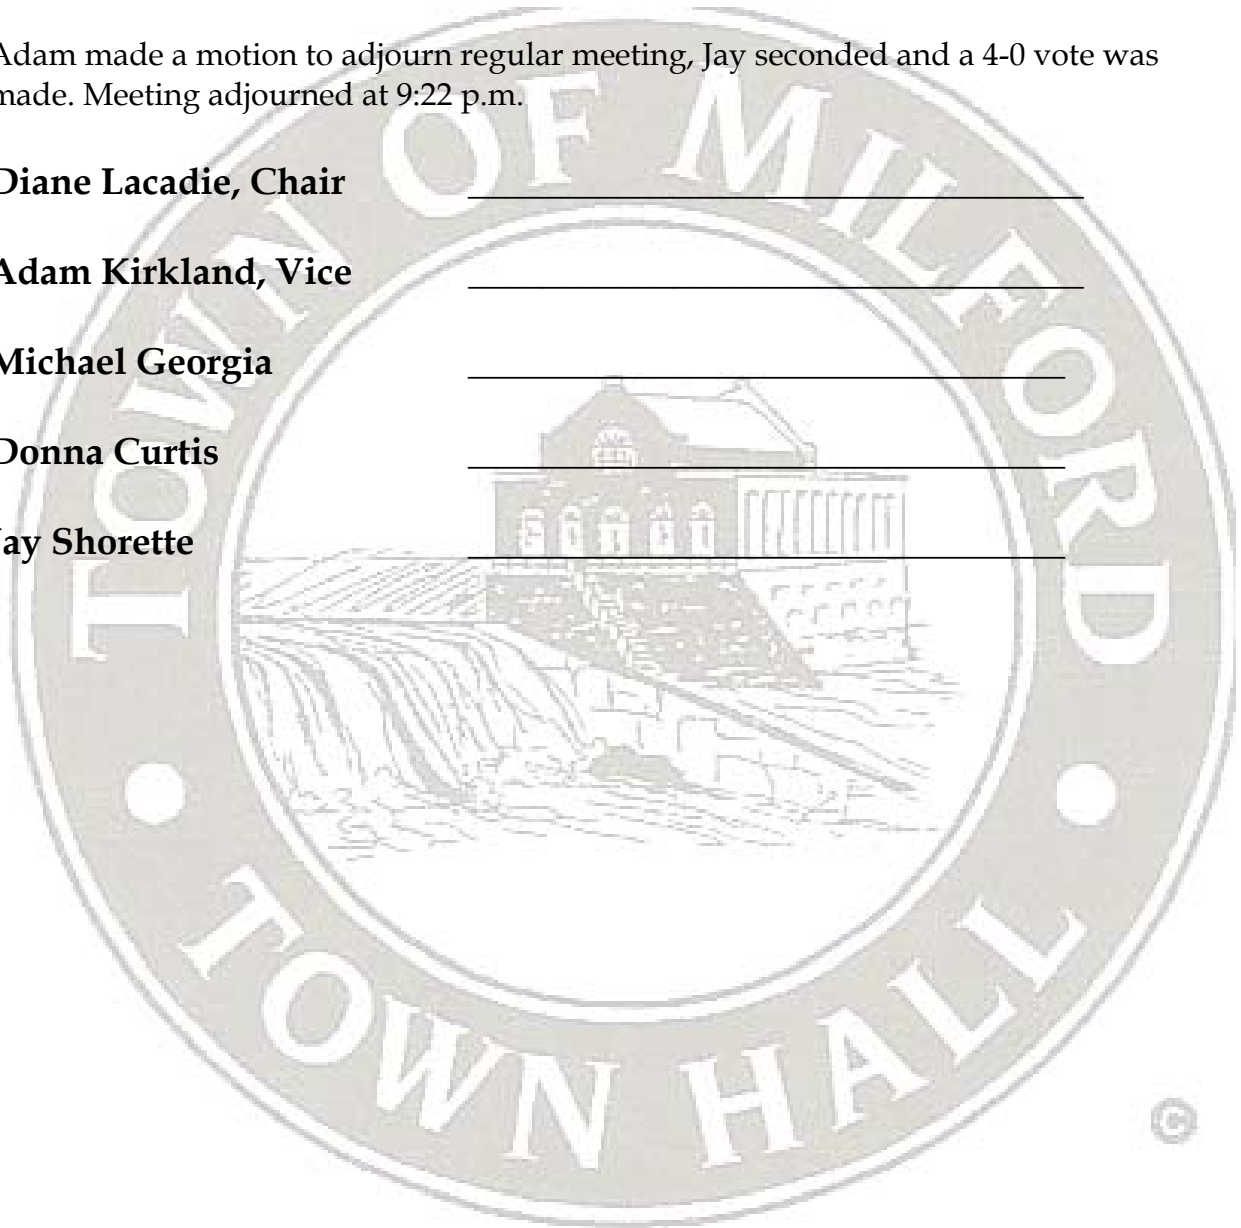 Adam made a motion to adjourn regular meeting, Jay seconded and a 4-0 vote was
made. Meeting adjourned at 9:22 p.m.
Diane Lacadie, Chair
Adam Kirkland, Vice
Michael Georgia
Donna Curtis
Jay Shorette
TOWN OF MILFORD
TOWN HALL
©